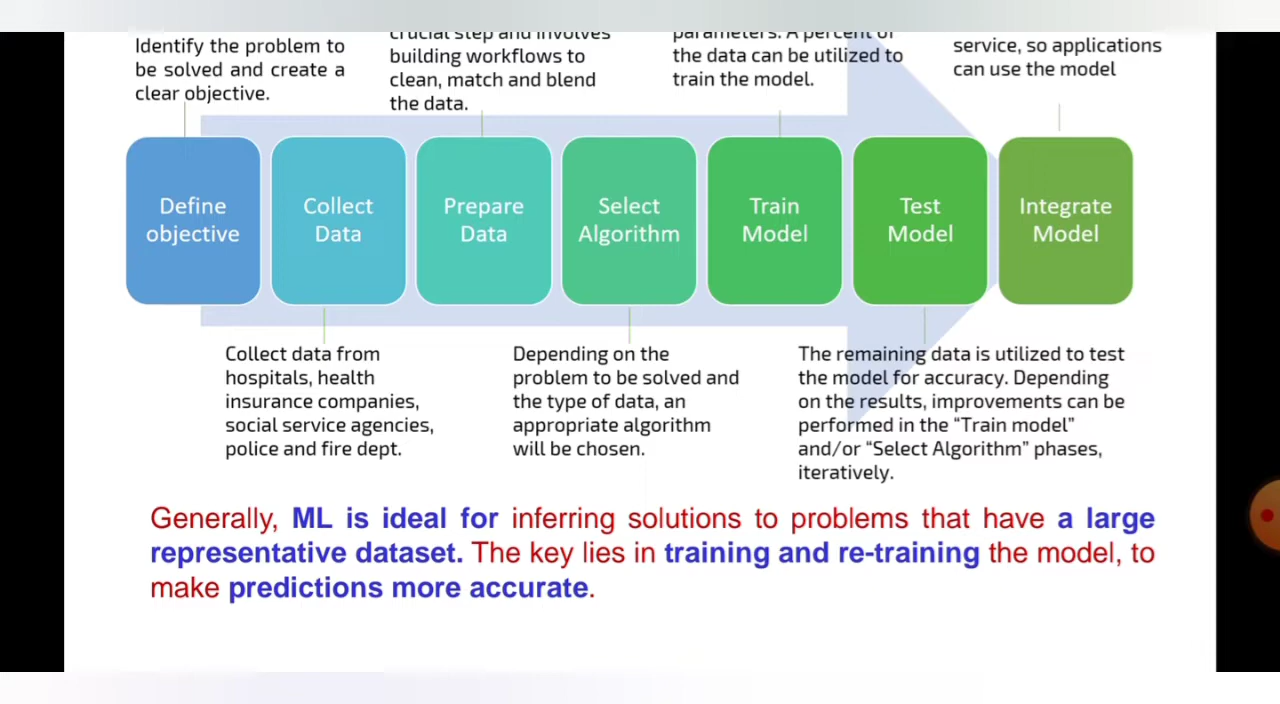 Identify the problem to
be solved and create a
clear objective.
crucial step and involves
building workflows to
clean, match and blend
the data.
parameters. A percent of
the data can be utilized to
train the model.
service, so applications
can use the model
Define
objective
Collect
Data
Prepare
Data
Select
Algorithm
Train
Model
Test
Model
Integrate
Model
Collect data from
hospitals, health
insurance companies,
social service agencies,
police and fire dept.
Depending on the
problem to be solved and
the type of data, an
appropriate algorithm
will be chosen.
The remaining data is utilized to test
the model for accuracy. Depending
on the results, improvements can be
performed in the “Train model”
and/or “Select Algorithm” phases,
iteratively.
Generally, ML is ideal for inferring solutions to problems that have a large
representative dataset. The key lies in training and re-training the model, to
make predictions more accurate.